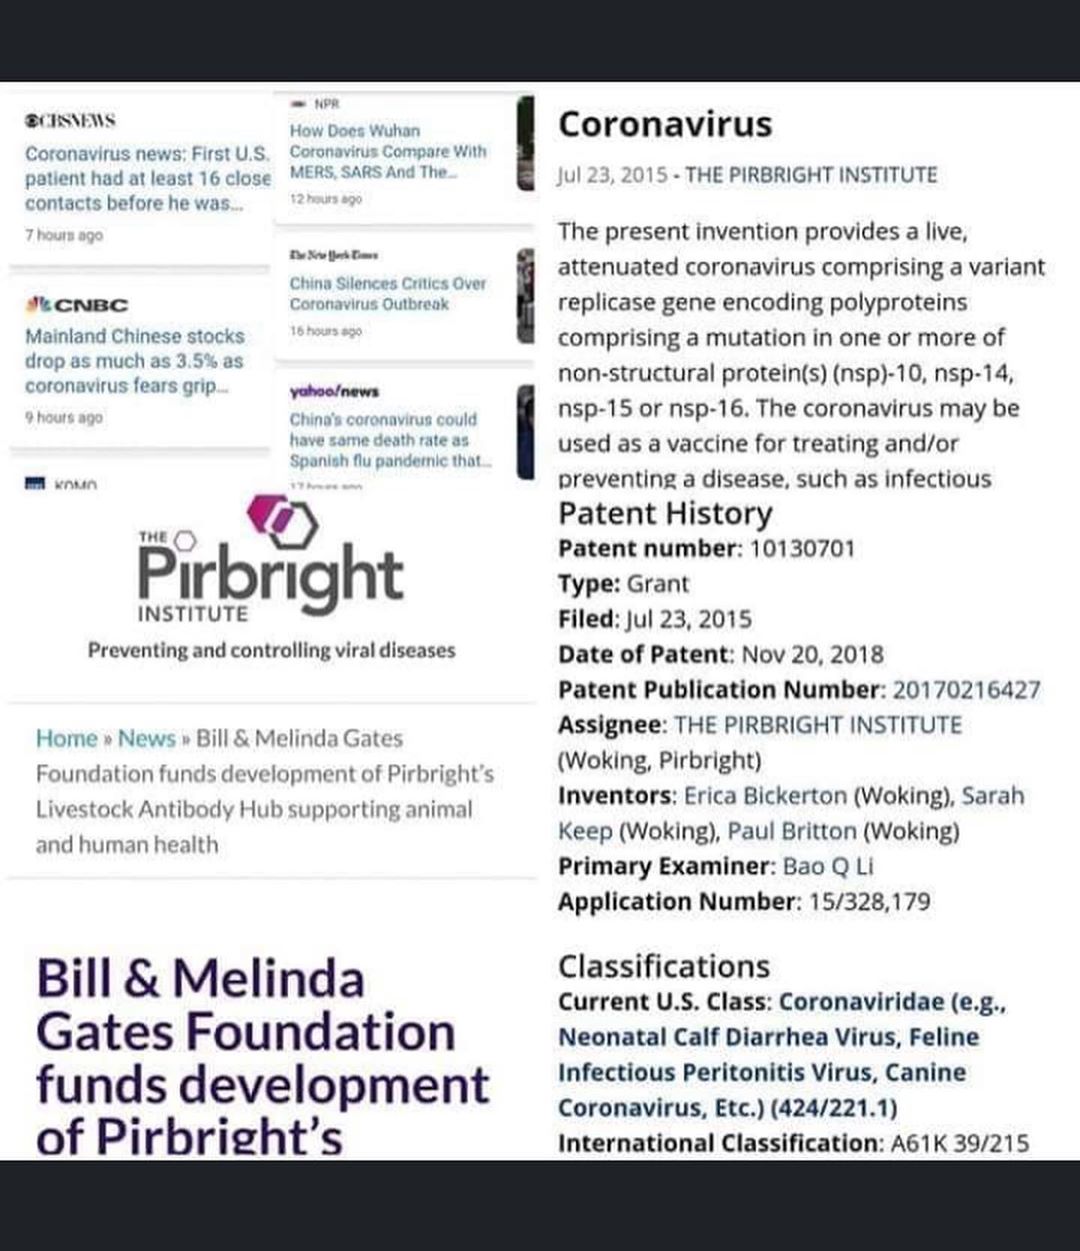 CBSNEWS
Coronavirus news: First U.S.
patient had at least 16 close
contacts before he was...
7 hours ago
CNBC
Mainland Chinese stocks
drop as much as 3.5% as
coronavirus fears grip...
9 hours ago
KOMO
NPR
How Does Wuhan
Coronavirus Compare With
MERS, SARS And The...
12 hours ago
The New York Times
China Silences Critics Over
Coronavirus Outbreak
16 hours ago
yahoo/news
China's coronavirus could
have same death rate as
Spanish flu pandemic that...
17 hours ago
THE
Pirbright
INSTITUTE
Preventing and controlling viral diseases
Home » News » Bill & Melinda Gates
Foundation funds development of Pirbright's
Livestock Antibody Hub supporting animal
and human health
Bill & Melinda
Gates Foundation
funds development
of Pirbright's
Coronavirus
Jul 23, 2015 - THE PIRBRIGHT INSTITUTE
The present invention provides a live,
attenuated coronavirus comprising a variant
replicase gene encoding polyproteins
comprising a mutation in one or more of
non-structural protein(s) (nsp)-10, nsp-14,
nsp-15 or nsp-16. The coronavirus may be
used as a vaccine for treating and/or
preventing a disease, such as infectious
Patent History
Patent number: 10130701
Type: Grant
Filed: Jul 23, 2015
Date of Patent: Nov 20, 2018
Patent Publication Number: 20170216427
Assignee: THE PIRBRIGHT INSTITUTE
(Woking, Pirbright)
Inventors: Erica Bickerton (Woking), Sarah
Keep (Woking), Paul Britton (Woking)
Primary Examiner: Bao Q Li
Application Number: 15/328,179
Classifications
Current U.S. Class: Coronaviridae (e.g.,
Neonatal Calf Diarrhea Virus, Feline
Infectious Peritonitis Virus, Canine
Coronavirus, Etc.) (424/221.1)
International Classification: A61K 39/215